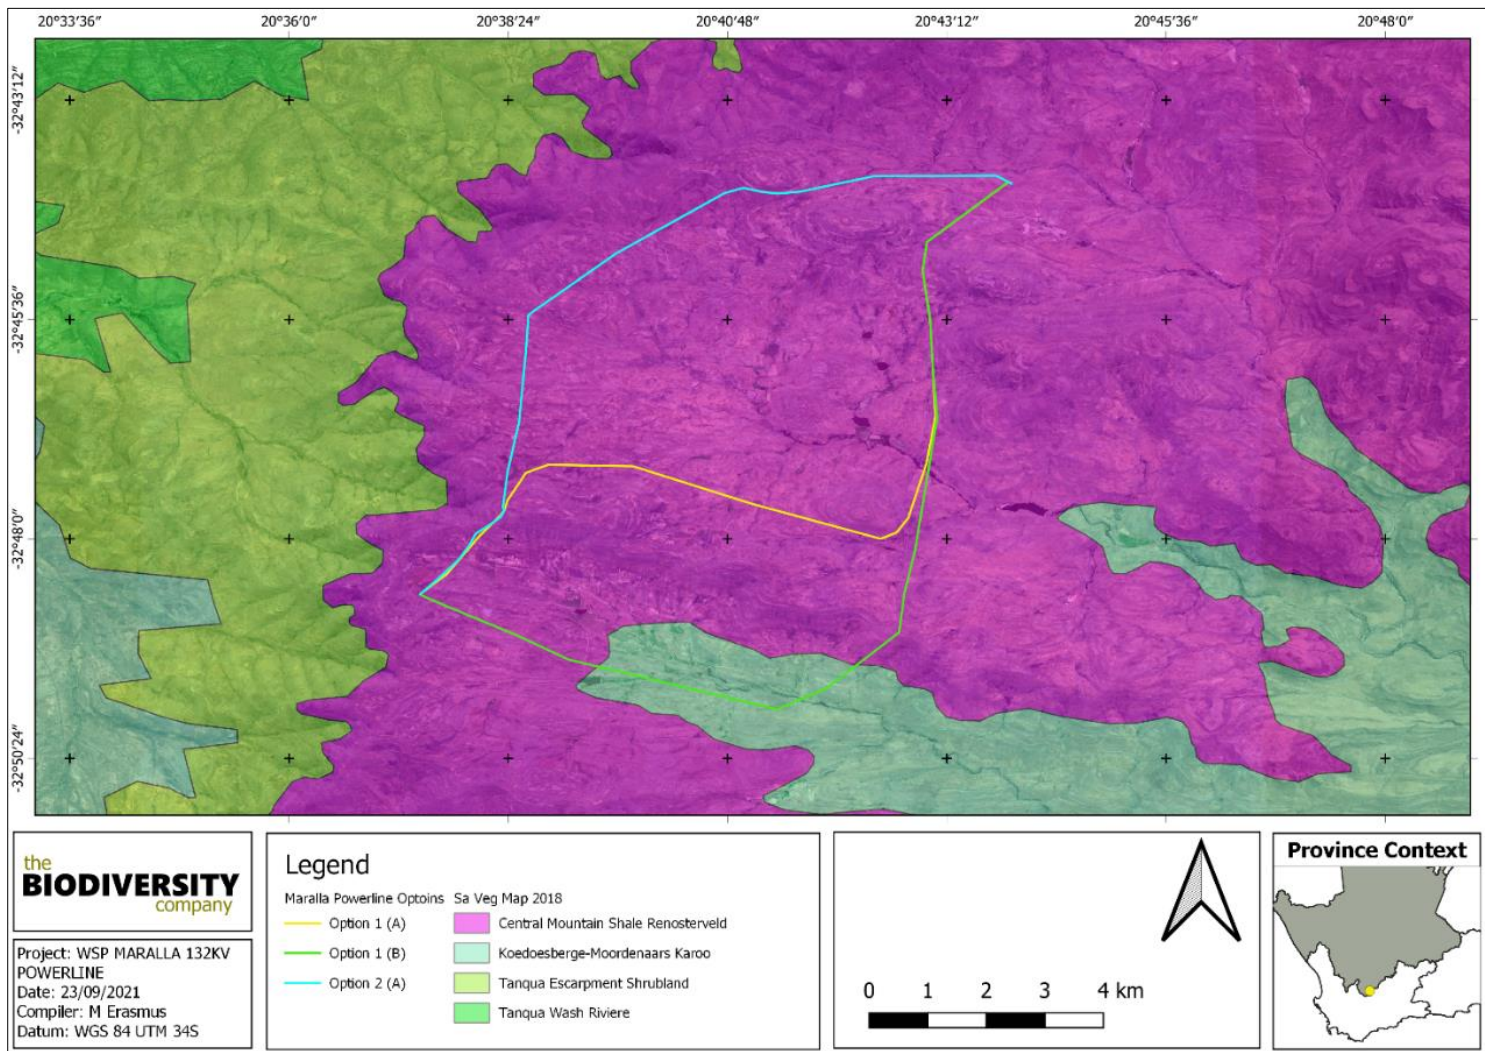 20°33′36″ 20°36′0″ 20°38′24″ 20°40′48″ 20°43′12″ 20°45′36″ 20°48′0″
-32°43′12″
-32°45′36″
-32°48′0″
-32°50′24″
the
BIODIVERSITY
company
Project: WSP MARALLA 132KV
POWERLINE
Date: 23/09/2021
Compiler: M Erasmus
Datum: WGS 84 UTM 34S
Legend
Maralla Powerline Optoins
Option 1 (A)
Option 1 (B)
Option 2 (A)
Sa Veg Map 2018
Central Mountain Shale Renosterveld
Koedoesberge-Moordenaars Karoo
Tanqua Escarpment Shrubland
Tanqua Wash Riviere
0 1 2 3 4 km
Province Context